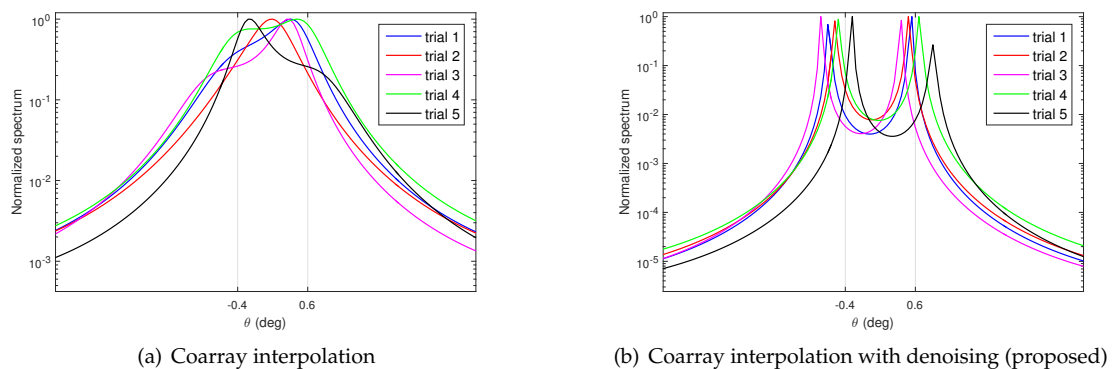 10^0
10^-1
10^-2
10^-3
Normalized spectrum
-0.4
0.6
θ (deg)
trial 1
trial 2
trial 3
trial 4
trial 5
(a) Coarray interpolation
10^0
10^-1
10^-2
10^-3
10^-4
10^-5
Normalized spectrum
-0.4
0.6
θ (deg)
trial 1
trial 2
trial 3
trial 4
trial 5
(b) Coarray interpolation with denoising (proposed)